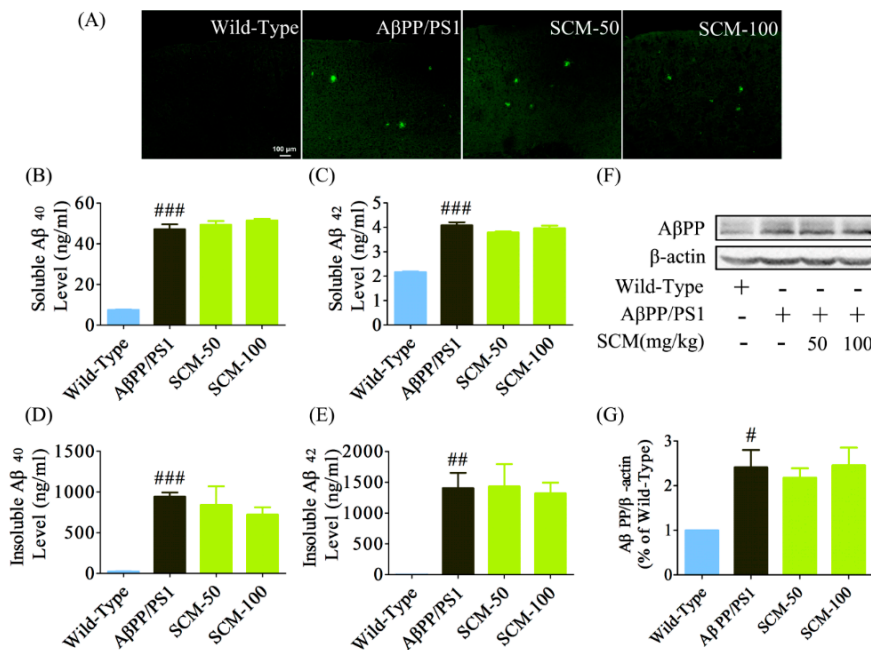 (A)
Wild-Type
AβPP/PS1
SCM-50
SCM-100
100 μm
(B)
Soluble Aβ 40
Level (ng/ml)
60
40
20
0
###
Wild-Type
AβPP/PS1
SCM-50
SCM-100
(C)
Soluble Aβ 42
Level (ng/ml)
6
5
4
3
2
1
0
###
Wild-Type
AβPP/PS1
SCM-50
SCM-100
(F)
AβPP
β-actin
Wild-Type + - - -
AβPP/PS1 - + + +
SCM(mg/kg) - - 50 100
(D)
Insoluble Aβ 40
Level (ng/ml)
1500
1000
500
0
###
Wild-Type
AβPP/PS1
SCM-50
SCM-100
(E)
Insoluble Aβ 42
Level (ng/ml)
2000
1500
1000
500
0
##
Wild-Type
AβPP/PS1
SCM-50
SCM-100
(G)
Aβ PP/β -actin
(% of Wild-Type)
3
2
1
0
#
Wild-Type
Aβ PP/PS1
SCM-50
SCM-100